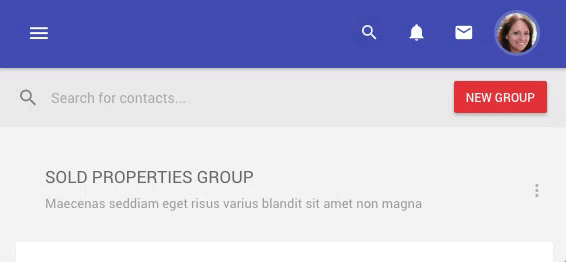 Search for contacts...
NEW GROUP
SOLD PROPERTIES GROUP
Maecenas seddiam eget risus varius blandit sit amet non magna